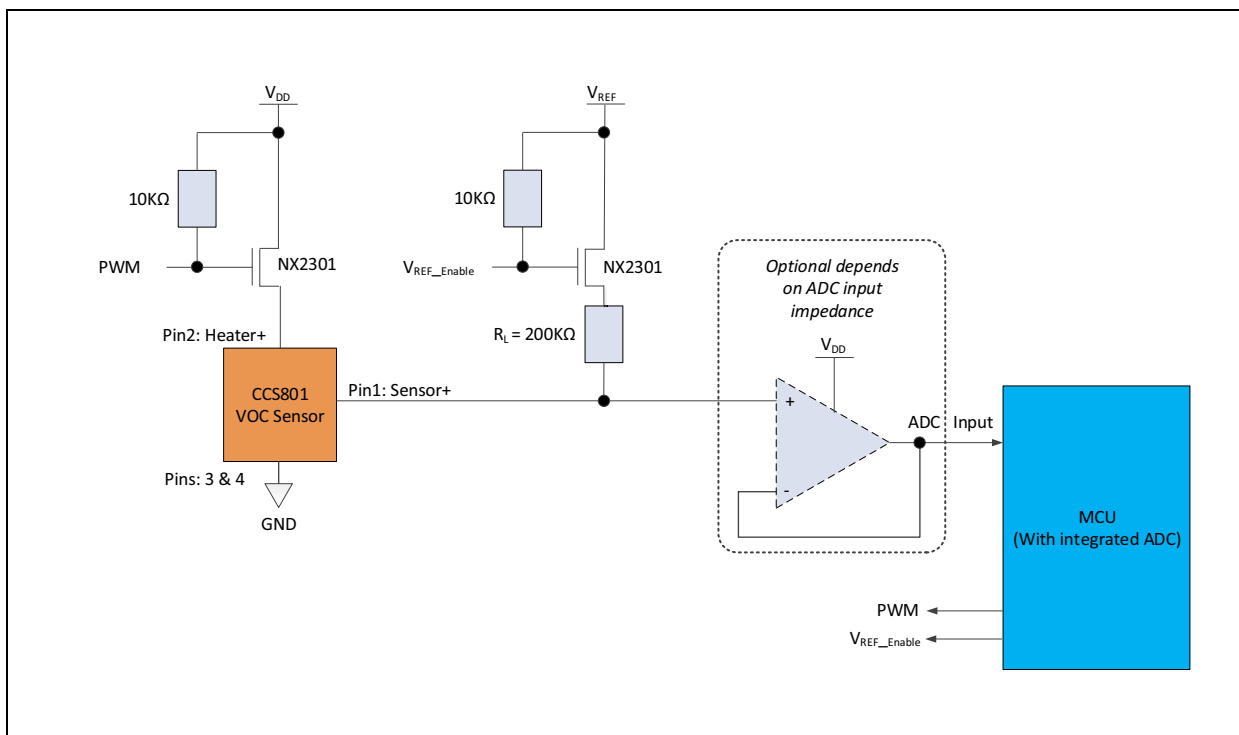 VDD
VREF
10KΩ
10KΩ
PWM
NX2301
VREF_Enable
NX2301
Optional depends
on ADC input
impedance
Pin2: Heater+
RL = 200KΩ
VDD
CCS801
VOC Sensor
Pin1: Sensor+
+
ADC Input
-
Pins: 3 & 4
GND
MCU
(With integrated ADC)
PWM
VREF_Enable